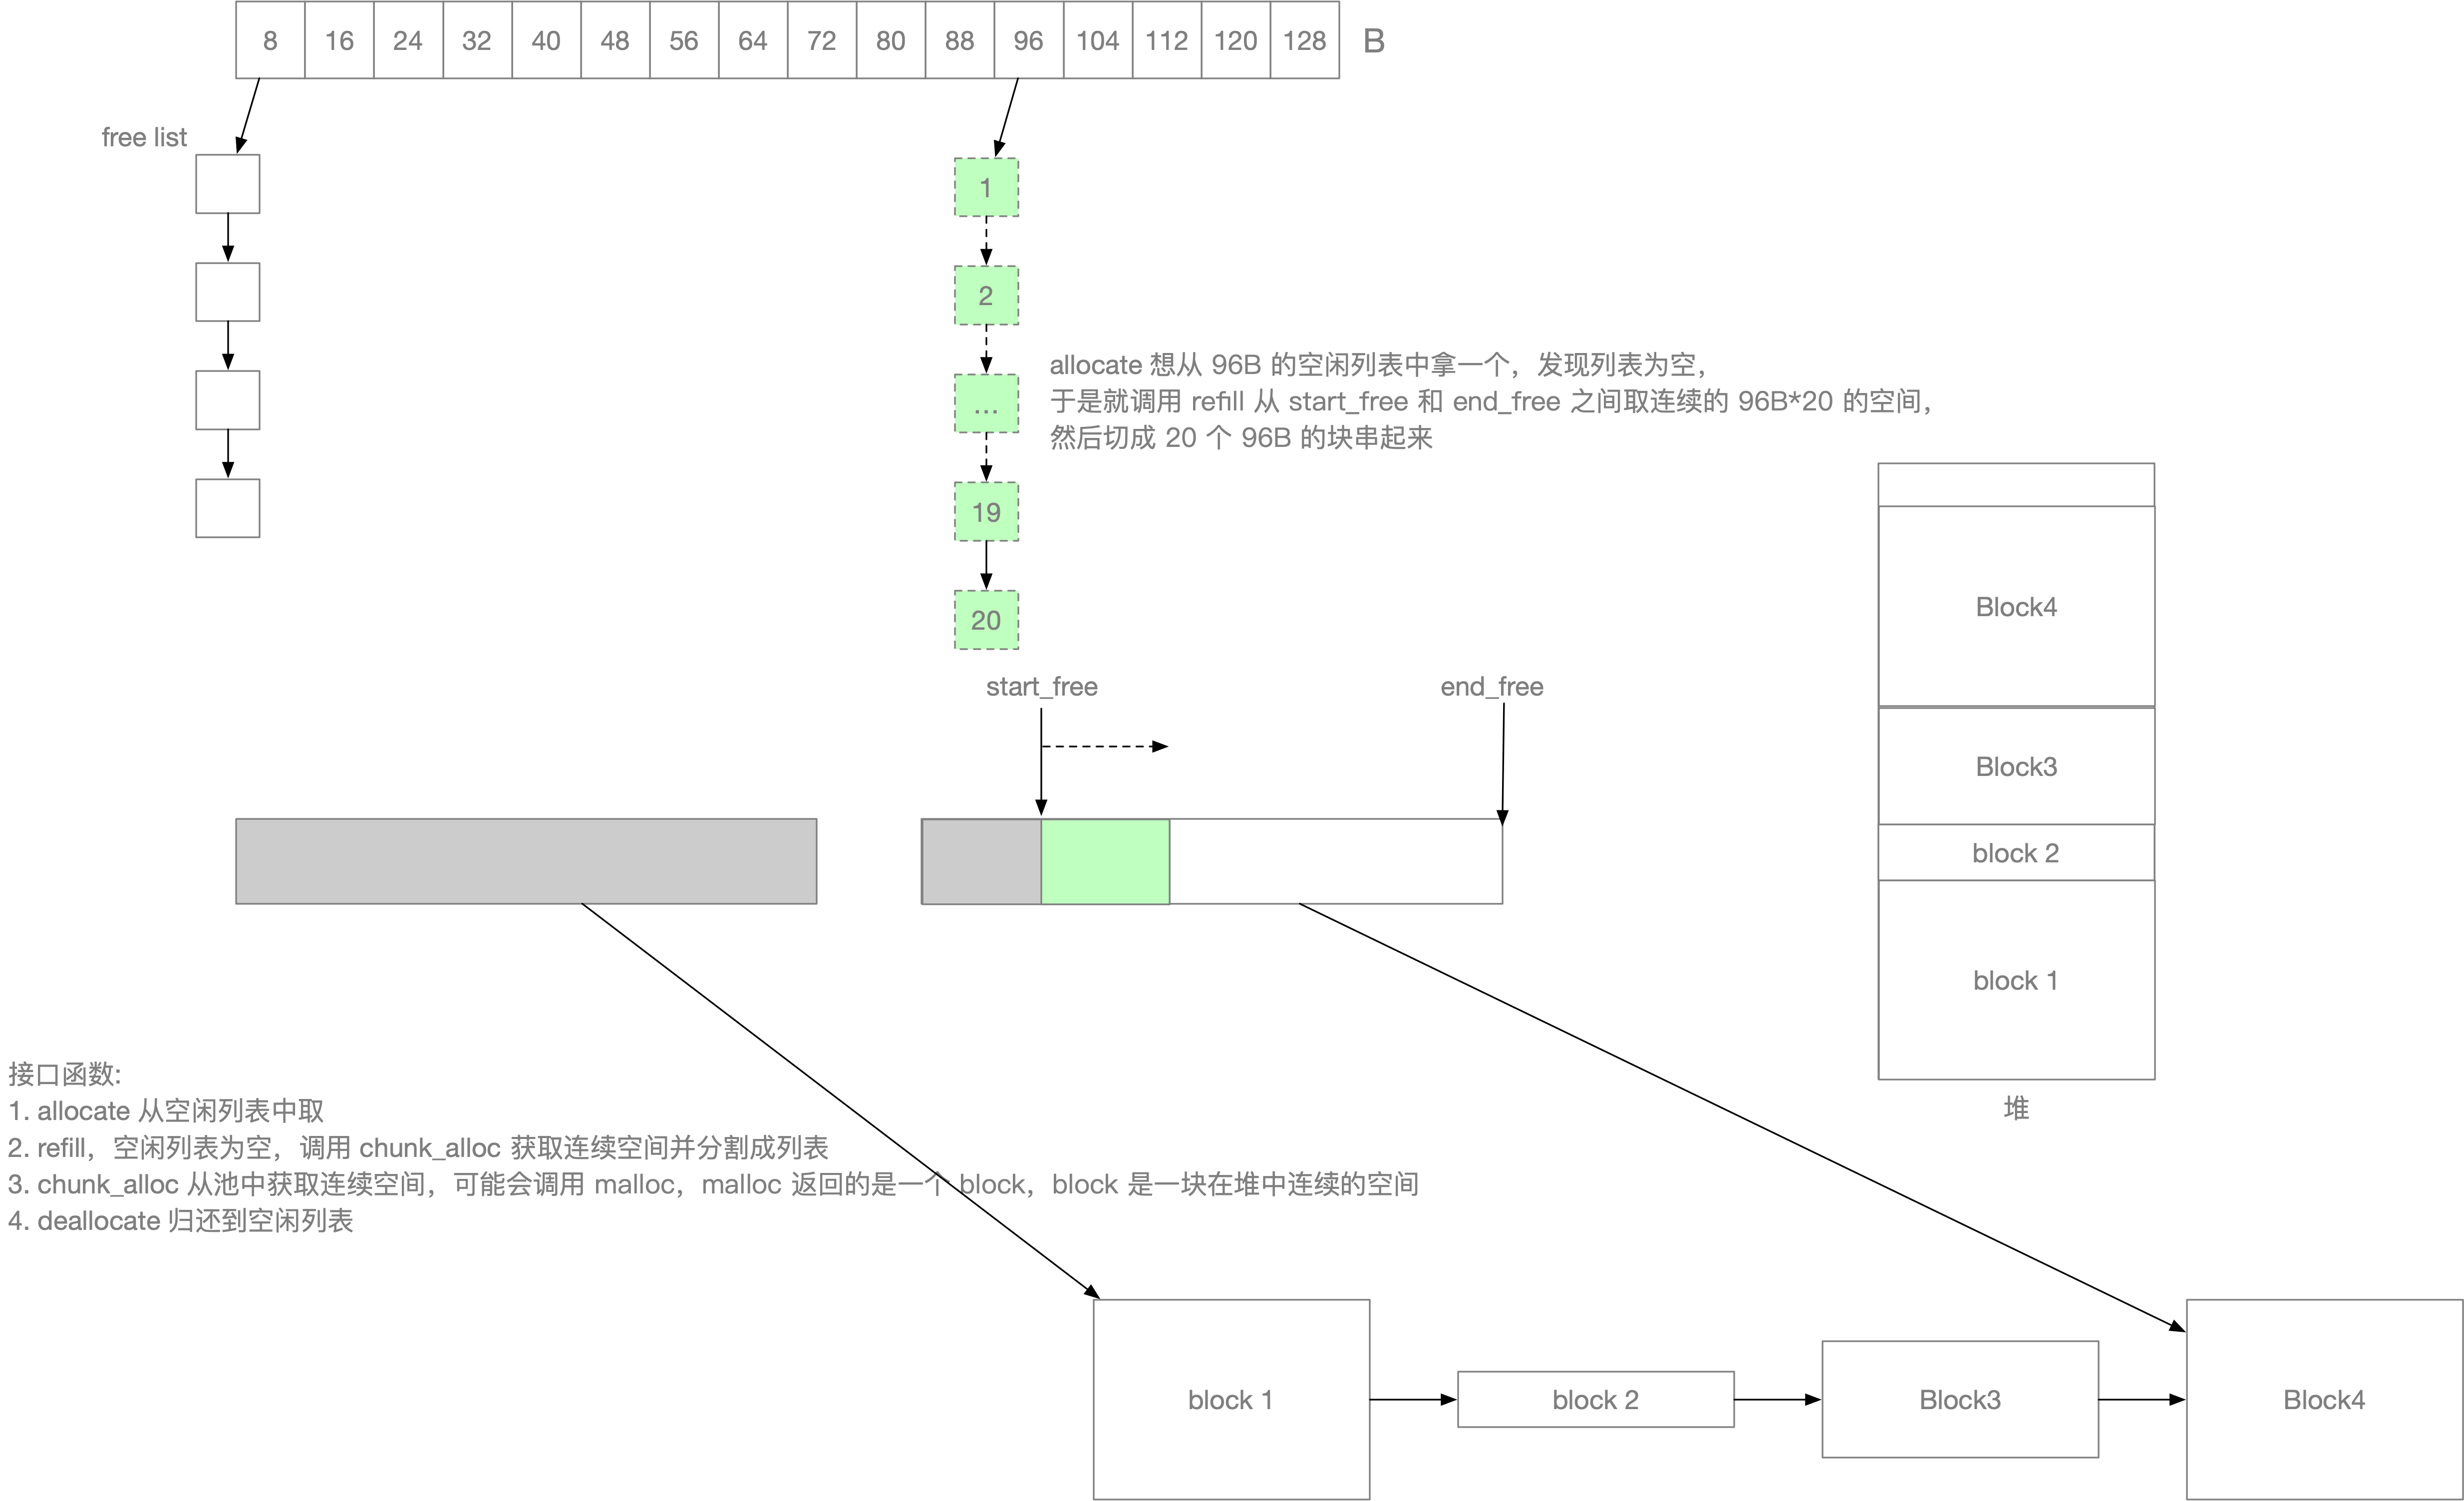 8 16 24 32 40 48 56 64 72 80 88 96 104 112 120 128 B
free list
1
2
...
19
20
allocate 想从 96B 的空闲列表中拿一个，发现列表为空，
于是就调用 refill 从 start_free 和 end_free 之间取连续的 96B*20 的空间，
然后切成 20 个 96B 的块串起来
start_free
end_free
Block4
Block3
block 2
block 1
堆
接口函数:
1. allocate 从空闲列表中取
2. refill，空闲列表为空，调用 chunk_alloc 获取连续空间并分割成列表
3. chunk_alloc 从池中获取连续空间，可能会调用 malloc，malloc 返回的是一个 block，block 是一块在堆中连续的空间
4. deallocate 归还到空闲列表
block 1
block 2
Block3
Block4